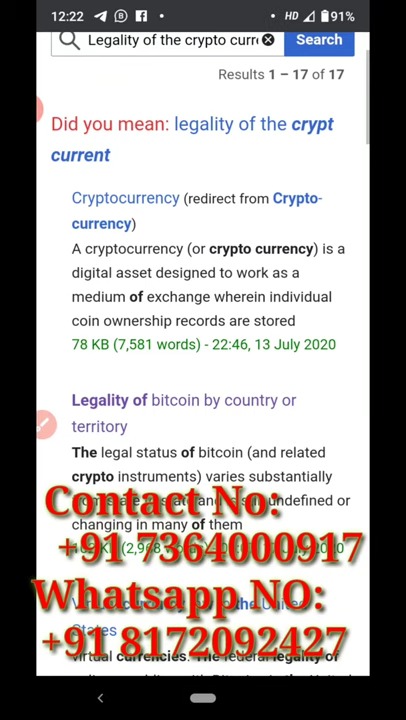 12:22 HD 91%
Legality of the crypto curr Search
Results 1 – 17 of 17
Did you mean: legality of the crypt
current
Cryptocurrency (redirect from Crypto-
currency)
A cryptocurrency (or crypto currency) is a
digital asset designed to work as a
medium of exchange wherein individual
coin ownership records are stored
78 KB (7,581 words) - 22:46, 13 July 2020
Legality of bitcoin by country or
territory
The legal status of bitcoin (and related
crypto instruments) varies substantially
undefined or
Contact No:
changing in many of them
+91 7364000917
2020
Whatsapp NO:
the United
States
+91 8172092427
virtual currencies. The federal legality of